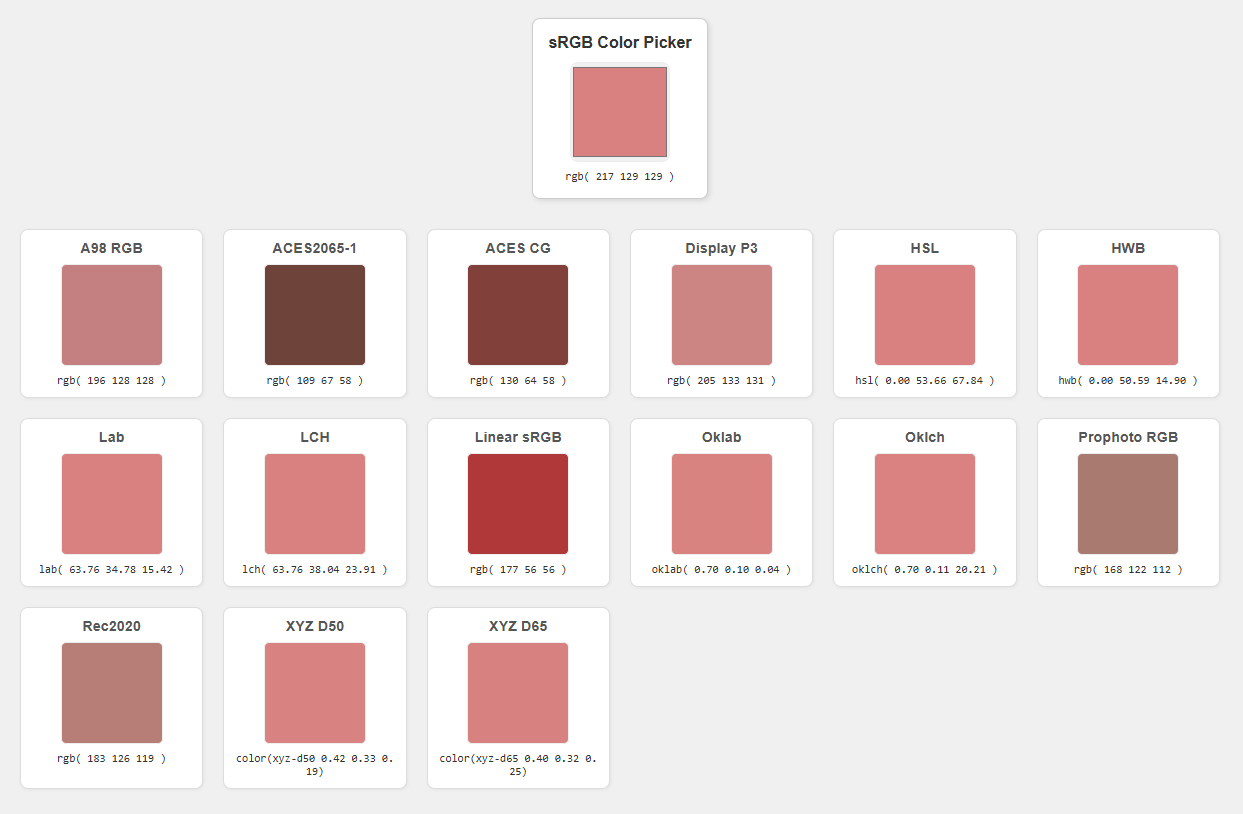 sRGB Color Picker
rgb( 217 129 129 )
A98 RGB
rgb( 196 128 128 )
ACES2065-1
rgb( 109 67 58 )
ACES CG
rgb( 130 64 58 )
Display P3
rgb( 205 133 131 )
HSL
hsl( 0.00 53.66 67.84 )
HWB
hwb( 0.00 50.59 14.90 )
Lab
lab( 63.76 34.78 15.42 )
LCH
lch( 63.76 38.04 23.91 )
Linear sRGB
rgb( 177 56 56 )
Oklab
oklab( 0.70 0.10 0.04 )
Oklch
oklch( 0.70 0.11 20.21 )
Prophoto RGB
rgb( 168 122 112 )
Rec2020
rgb( 183 126 119 )
XYZ D50
color(xyz-d50 0.42 0.33 0.
19)
XYZ D65
color(xyz-d65 0.40 0.32 0.
25)